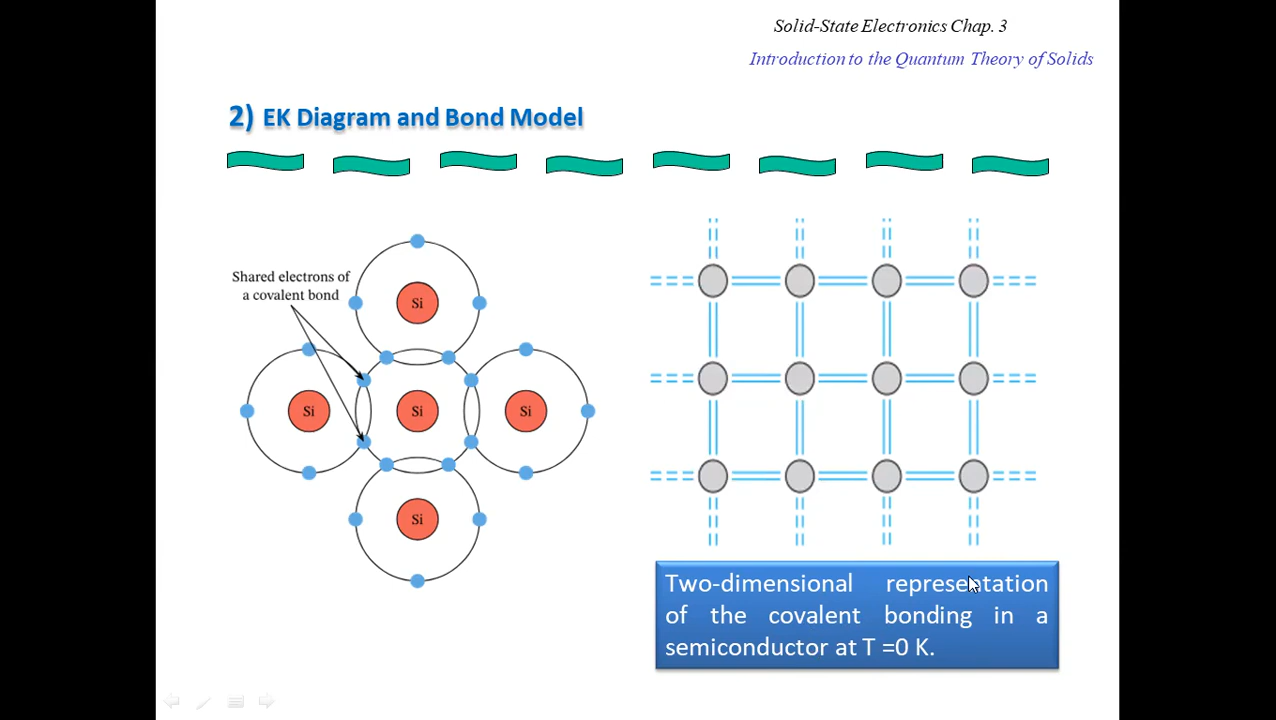 Solid-State Electronics Chap. 3
Introduction to the Quantum Theory of Solids
2) EK Diagram and Bond Model
Shared electrons of
a covalent bond
Si
Si
Si
Si
Si
Two-dimensional representation
of the covalent bonding in a
semiconductor at T =0 K.